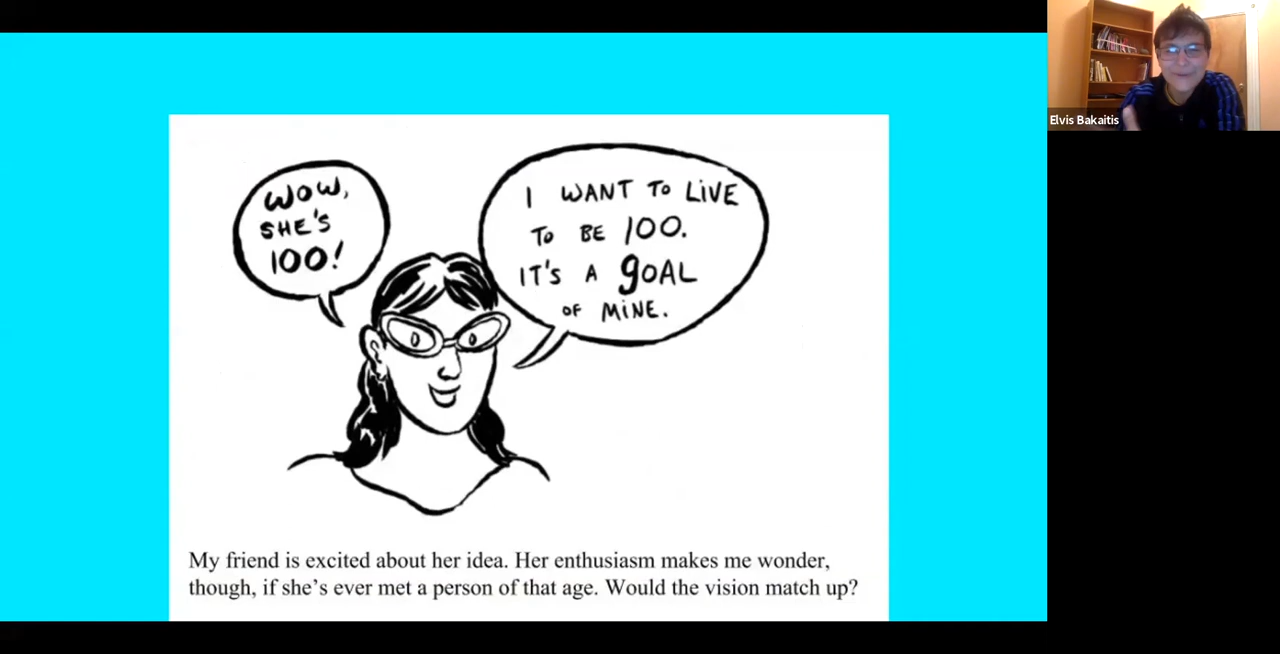 WOW,
SHE'S
100!
I WANT TO LIVE
TO BE 100.
IT'S A gOAL
OF MINE.
My friend is excited about her idea. Her enthusiasm makes me wonder,
though, if she's ever met a person of that age. Would the vision match up?
Elvis Bakaitis